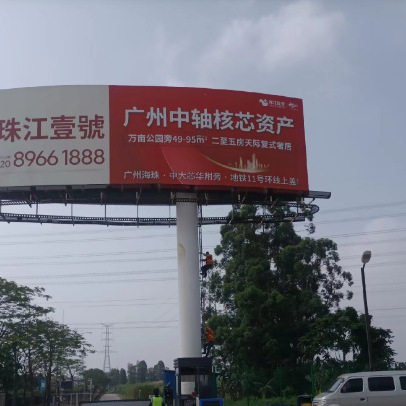 珠江壹號
20 8966 1888
广州中轴核芯资产
万亩公园旁49-95㎡ 二至五房天际复式奢居
广州海珠·中大芯华附旁·地铁11号环线上盖